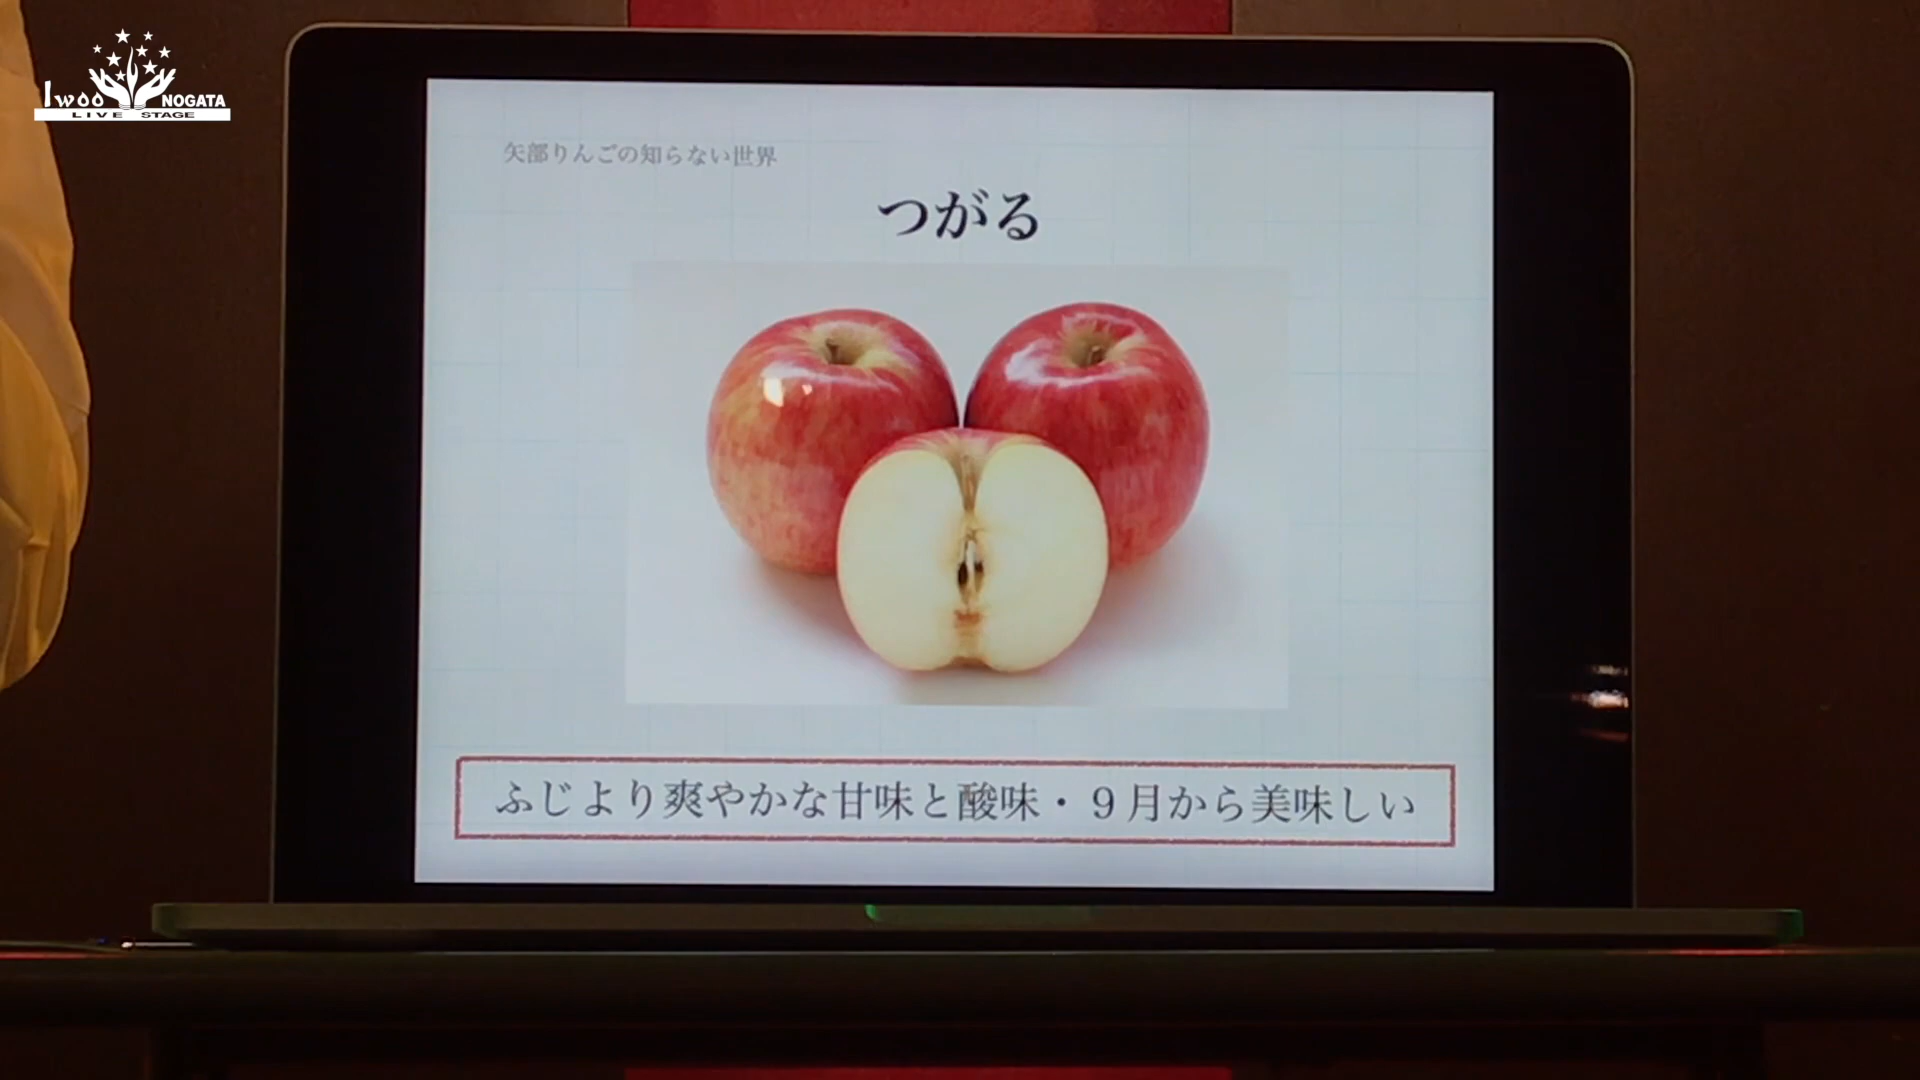 Iwoo NOGATA
LIVE STAGE
矢部りんごの知らない世界
つがる
ふじより爽やかな甘味と酸味・９月から美味しい